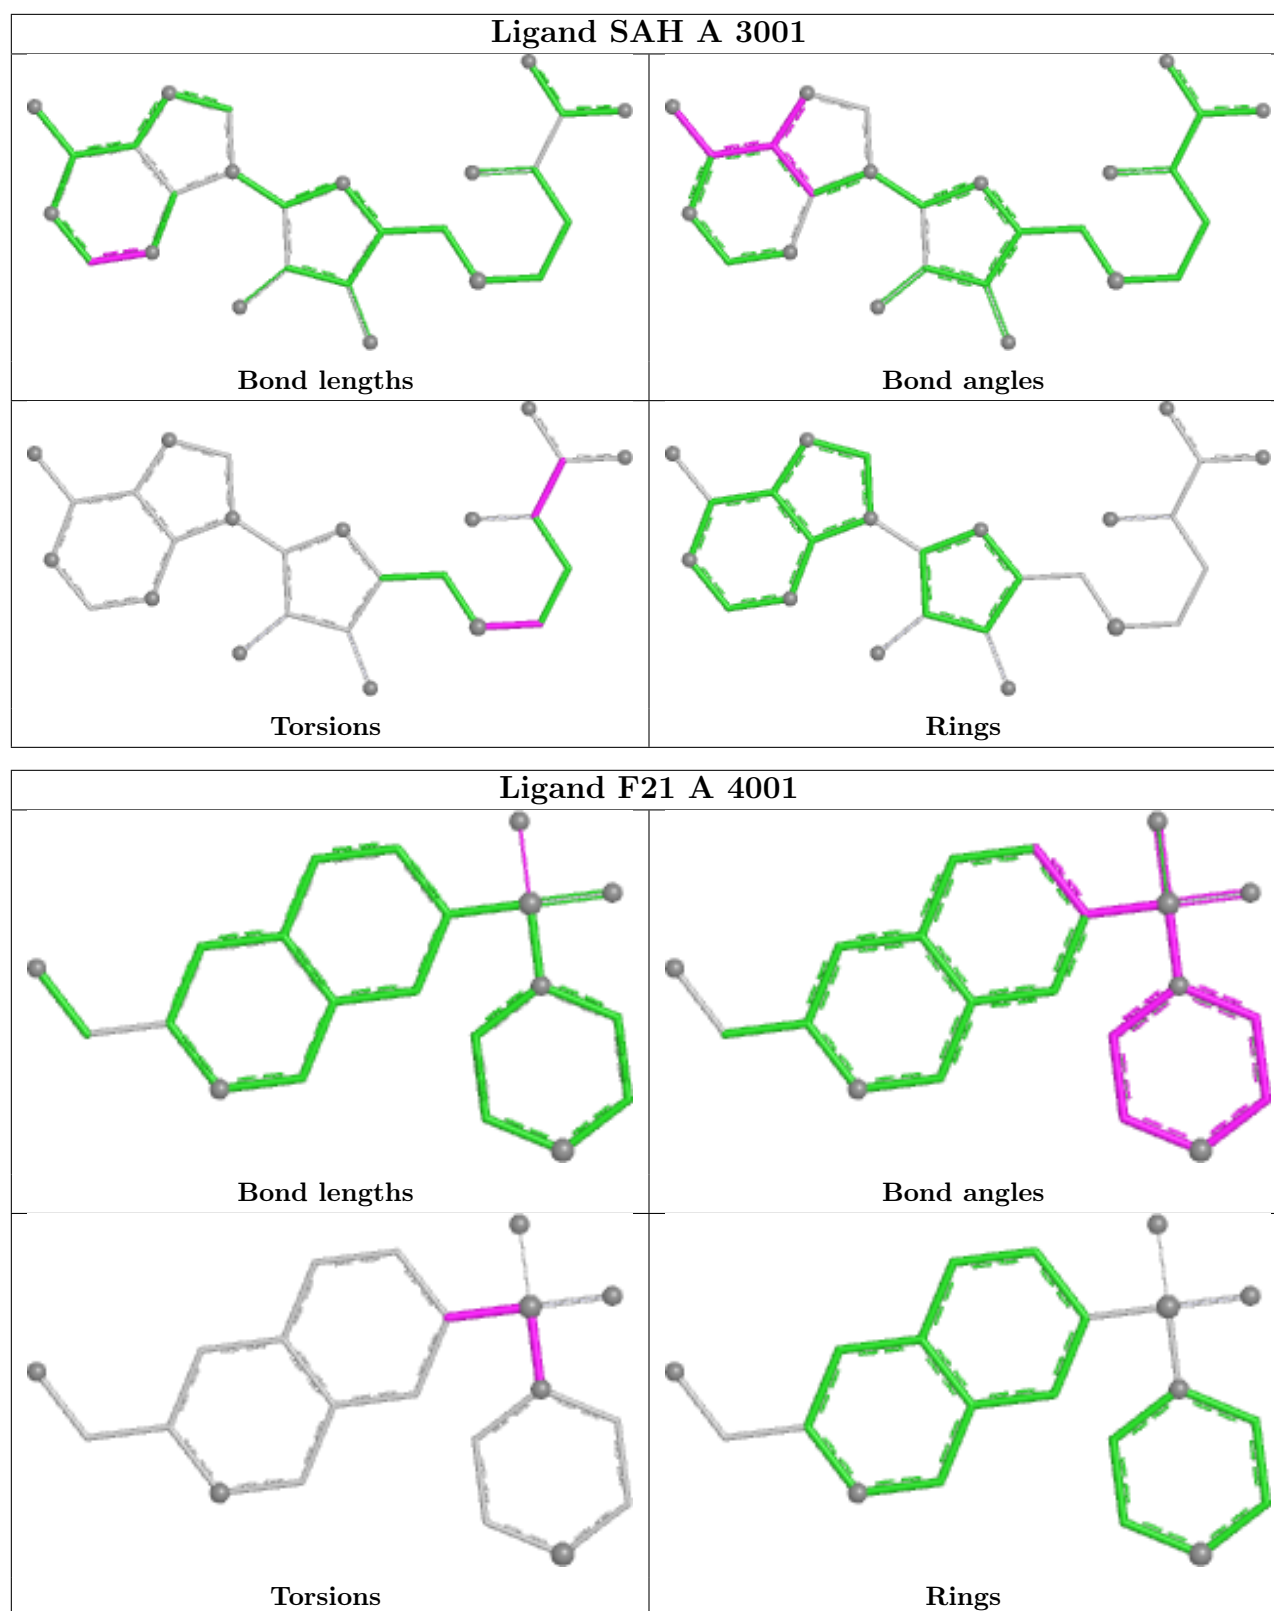 Ligand SAH A 3001
Bond lengths
Bond angles
Torsions
Rings
Ligand F21 A 4001
Bond lengths
Bond angles
Torsions
Rings